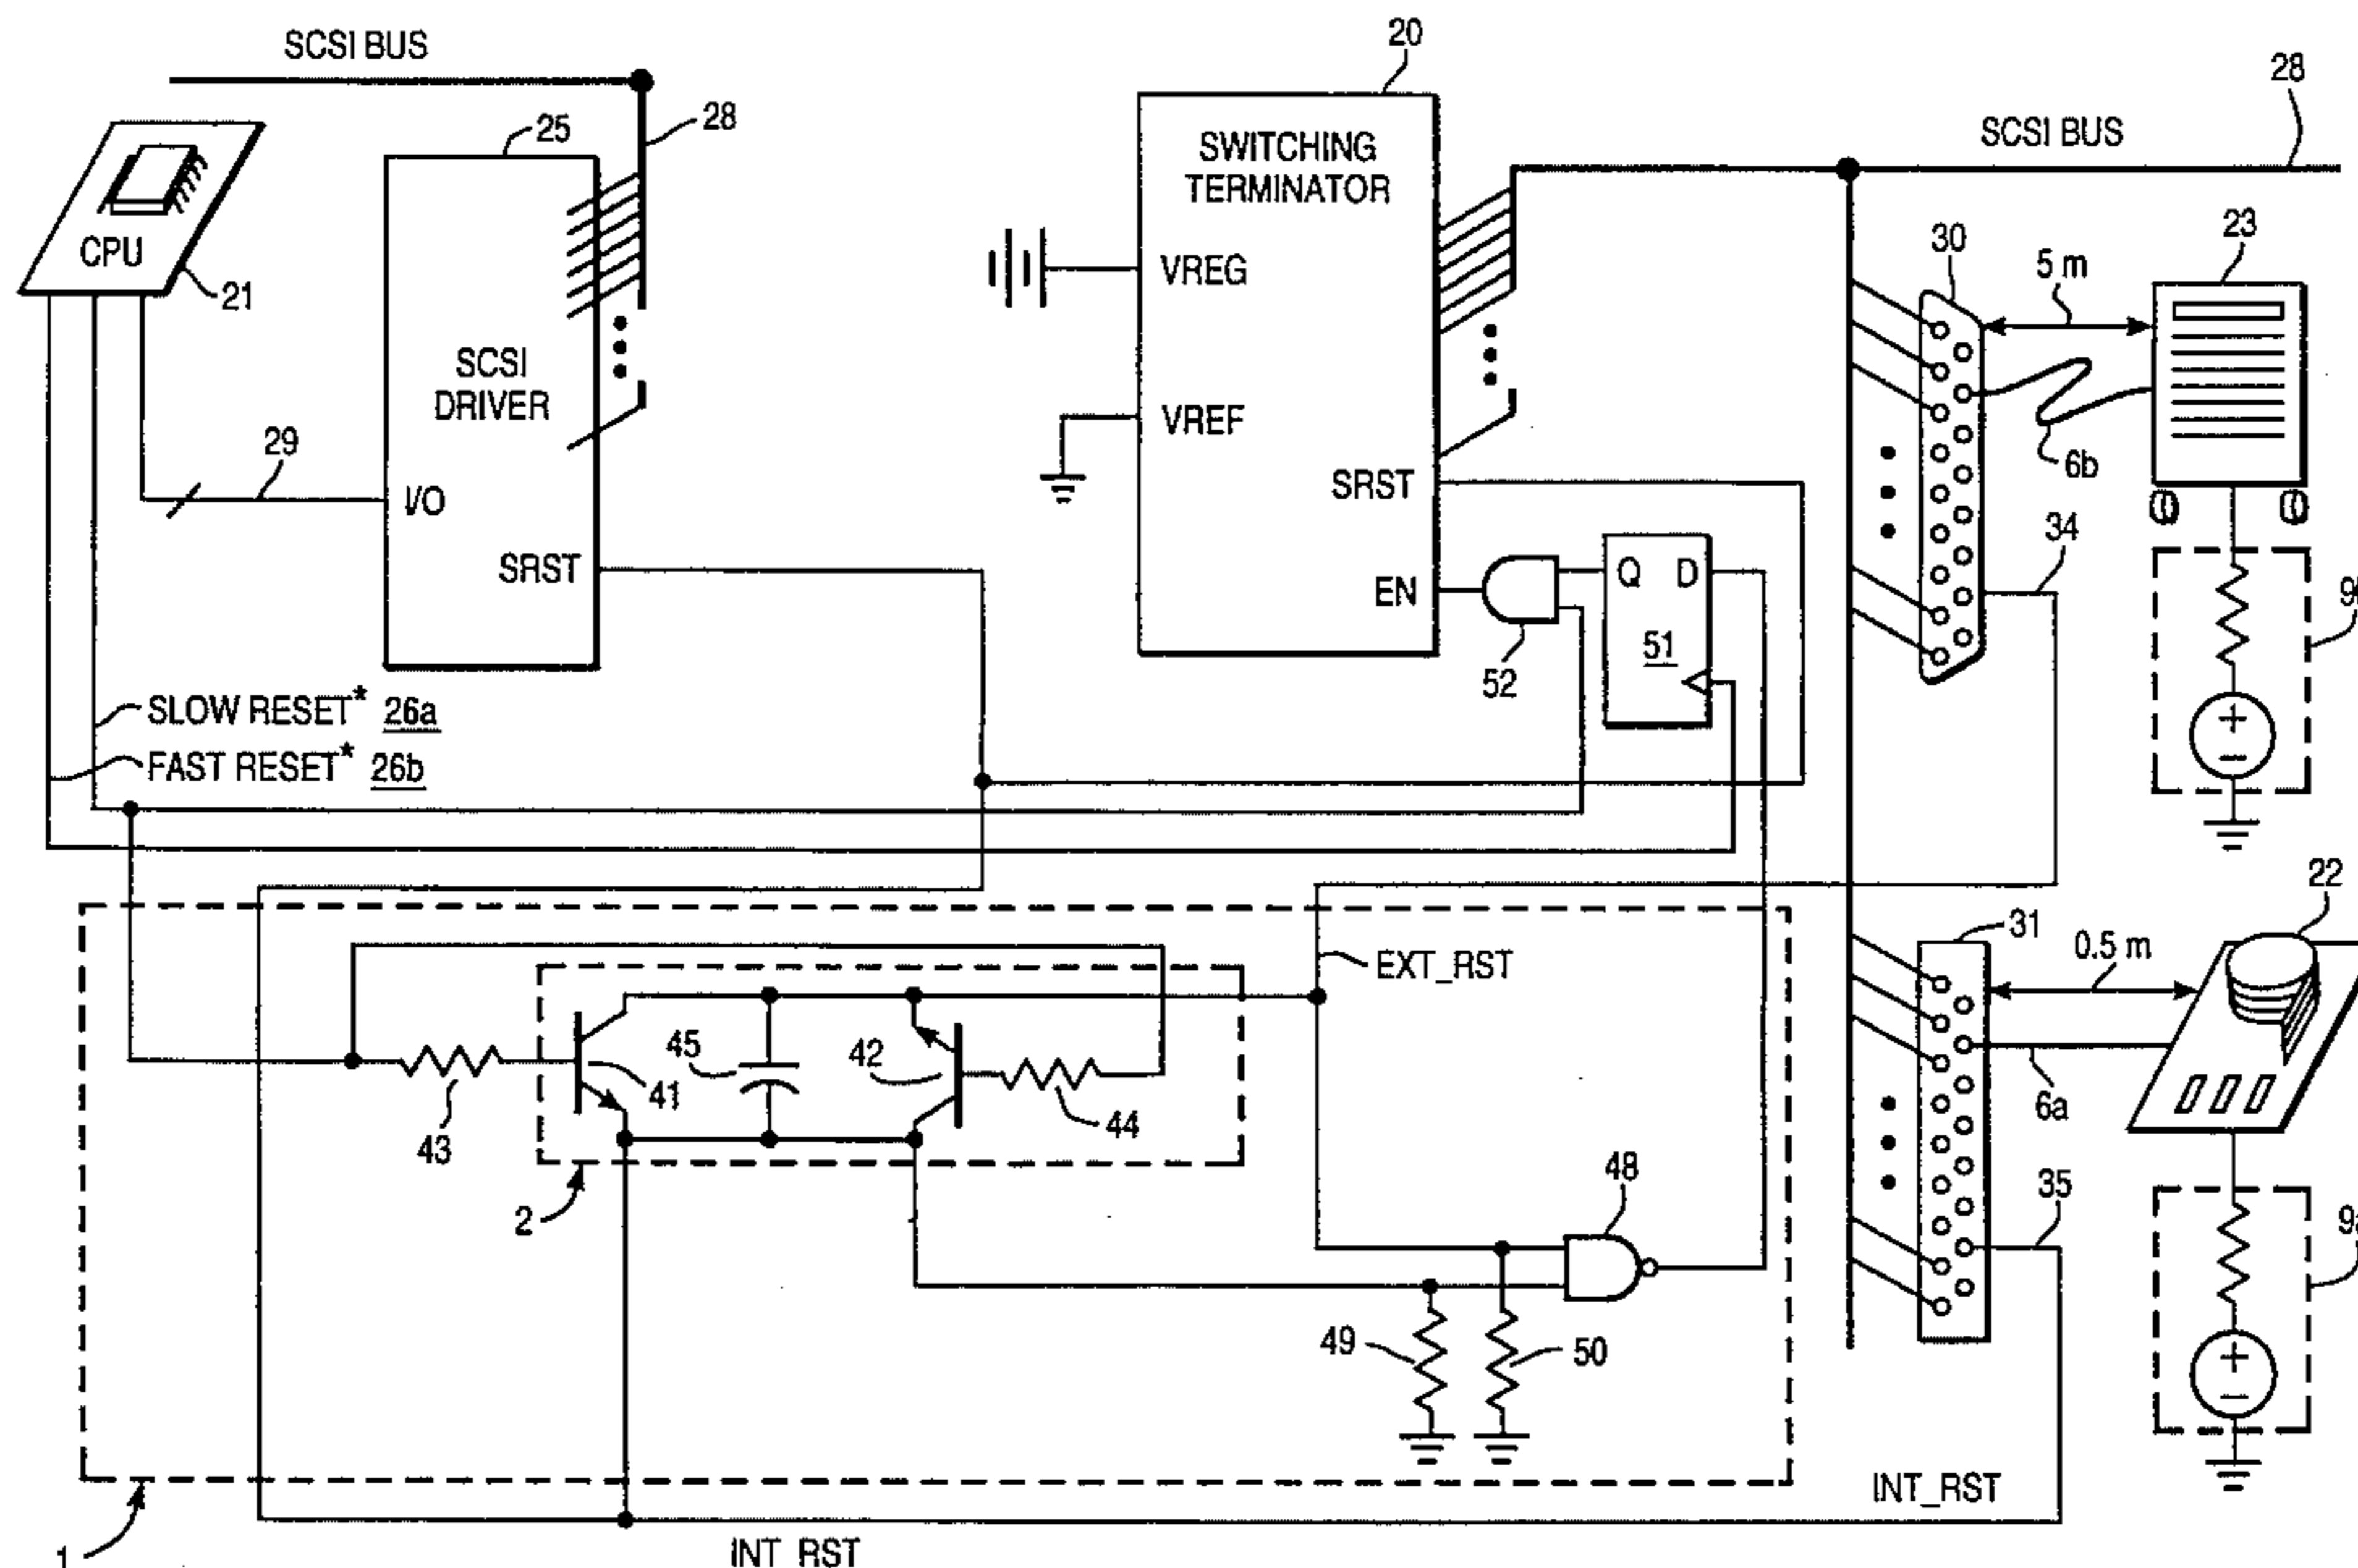 SCSI BUS
28
25
CPU
21
SCSI
DRIVER
29
I/O
SRST
SLOW RESET* 26a
FAST RESET* 26b
20
SWITCHING
TERMINATOR
VREG
VREF
SRST
EN
52
Q D
51
SCSI BUS
28
30
5 m
23
6b
34
EXT_RST
43
41
45
42
44
2
48
49
50
1
INT_RST
INT_RST
31
0.5 m
22
6a
35